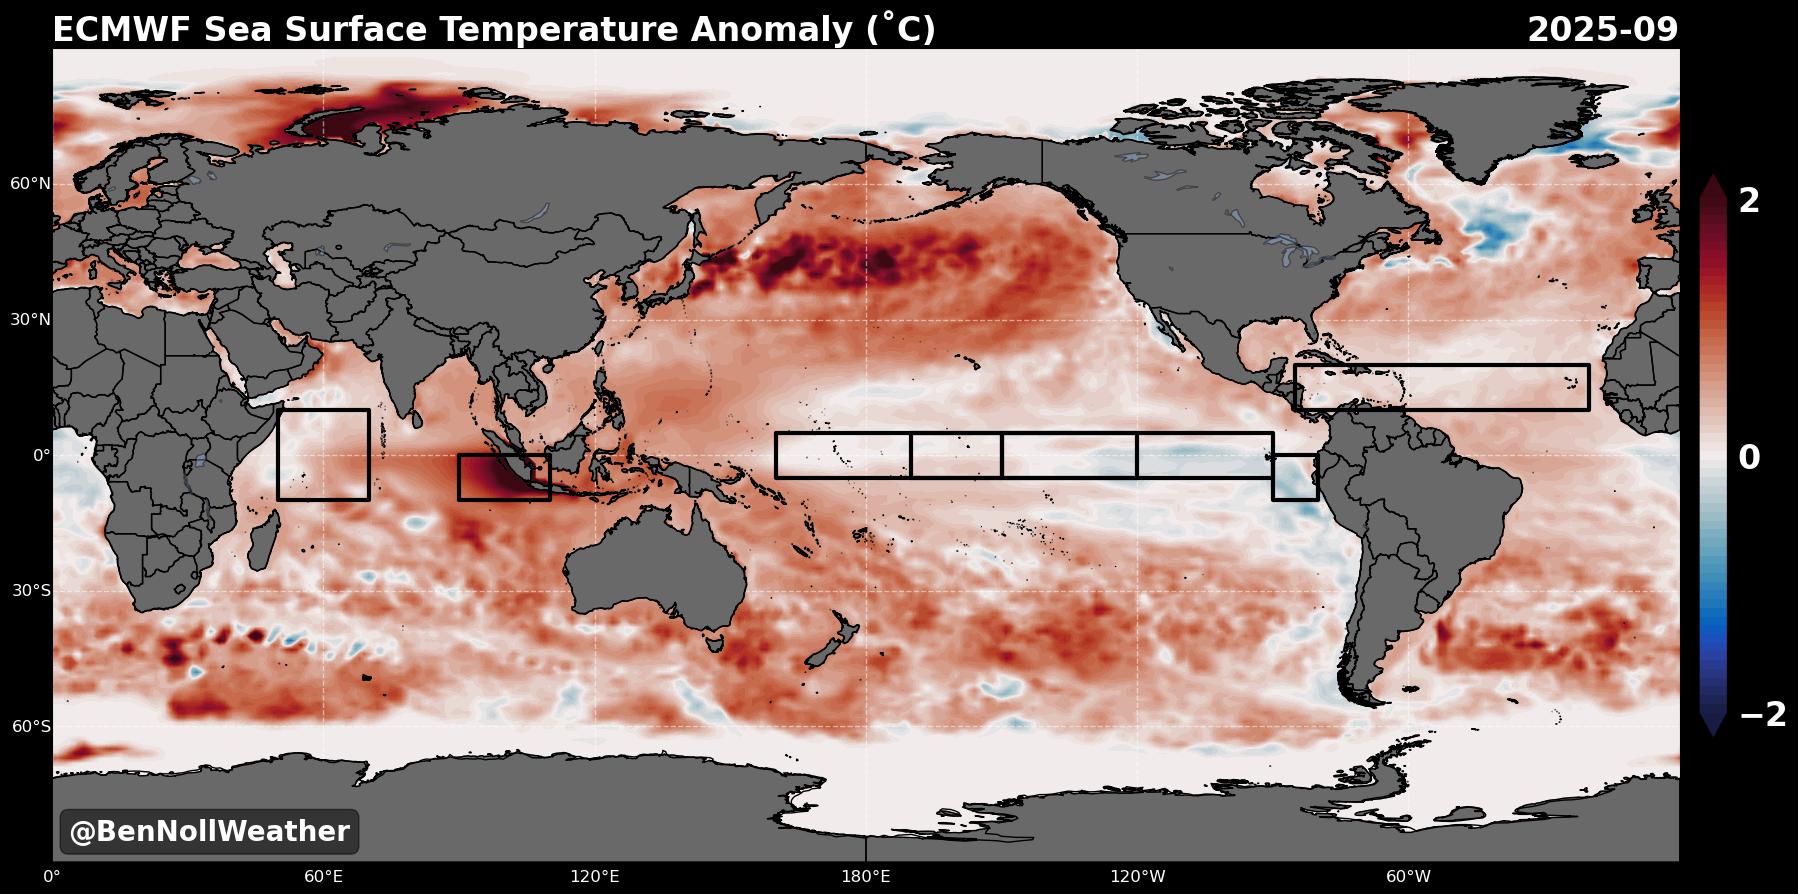 ECMWF Sea Surface Temperature Anomaly (˚C)
2025-09
60°N
30°N
0°
30°S
60°S
2
0
−2
@BenNollWeather
0°
60°E
120°E
180°E
120°W
60°W